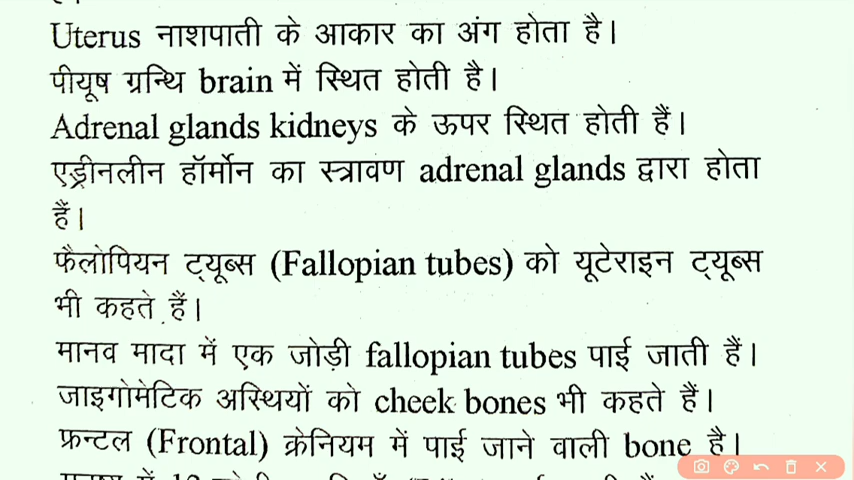 Uterus नाशपाती के आकार का अंग होता है।
पीयूष ग्रन्थि brain में स्थित होती है।
Adrenal glands kidneys के ऊपर स्थित होती हैं।
एड्रीनलीन हॉर्मोन का स्त्रावण adrenal glands द्वारा होता
हैं।
फैलोपियन ट्यूब्स (Fallopian tubes) को यूटेराइन ट्यूब्स
भी कहते हैं।
मानव मादा में एक जोड़ी fallopian tubes पाई जाती हैं।
जाइगोमेटिक अस्थियों को cheek bones भी कहते हैं।
फ्रन्टल (Frontal) क्रेनियम में पाई जाने वाली bone है।